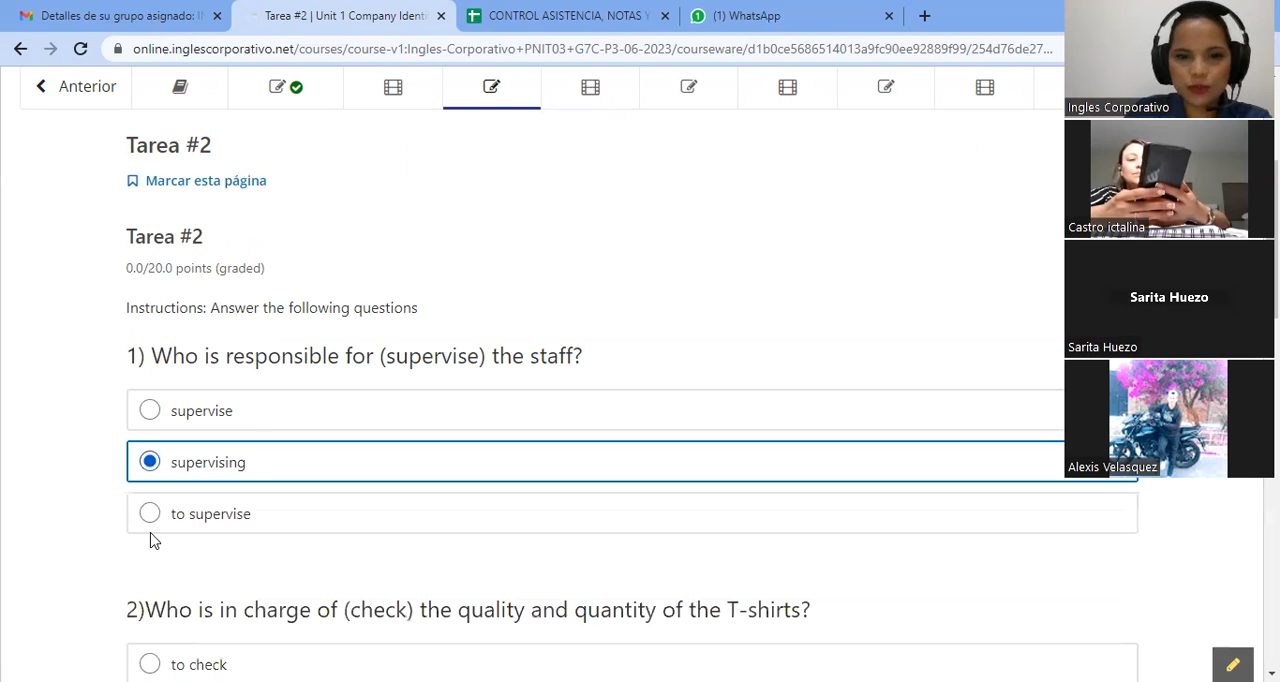 Detalles de su grupo asignado: I
Tarea #2 | Unit 1 Company Identi
CONTROL ASISTENCIA, NOTAS Y
(1) WhatsApp
online.inglescorporativo.net/courses/course-v1:Ingles-Corporativo+PNIT03+G7C-P3-06-2023/courseware/d1b0ce5686514013a9fc90ee92889f99/254d76de27...
Anterior
Tarea #2
Marcar esta página
Tarea #2
0.0/20.0 points (graded)
Instructions: Answer the following questions
1) Who is responsible for (supervise) the staff?
supervise
supervising
to supervise
2)Who is in charge of (check) the quality and quantity of the T-shirts?
to check
Ingles Corporativo
Castro ictalina
Sarita Huezo
Sarita Huezo
Alexis Velasquez